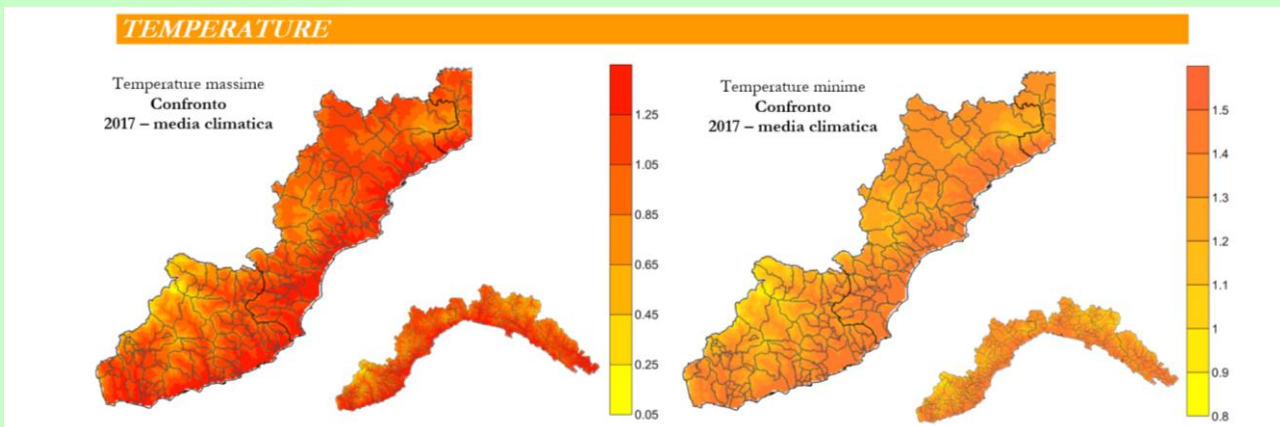 TEMPERATURE
Temperature massime
Confronto
2017 – media climatica
1.25
1.05
0.85
0.65
0.45
0.25
0.05
Temperature minime
Confronto
2017 – media climatica
1.5
1.4
1.3
1.2
1.1
1
0.9
0.8